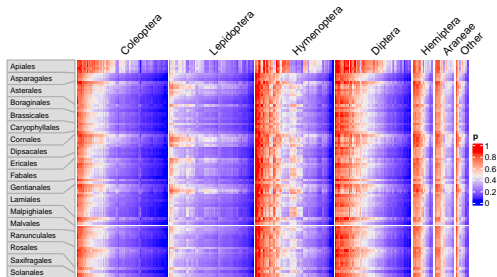 Coleoptera
Lepidoptera
Hymenoptera
Diptera
Hemiptera
Araneae
Other
Apiales
Asparagales
Asterales
Boraginales
Brassicales
Caryophyllales
Cornales
Dipsacales
Ericales
Fabales
Gentianales
Lamiales
Malpighiales
Malvales
Ranunculales
Rosales
Saxifragales
Solanales
p
1
0.8
0.6
0.4
0.2
0